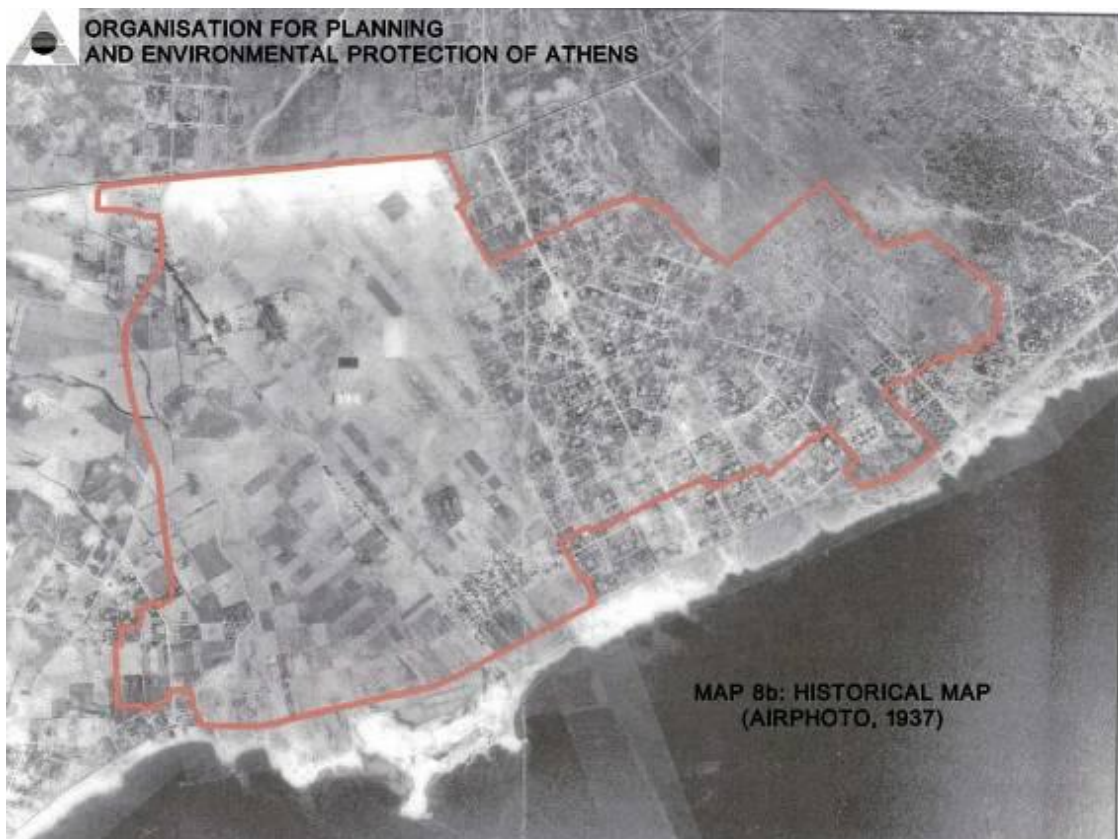 ORGANISATION FOR PLANNING
AND ENVIRONMENTAL PROTECTION OF ATHENS
MAP 8b: HISTORICAL MAP
(AIRPHOTO, 1937)